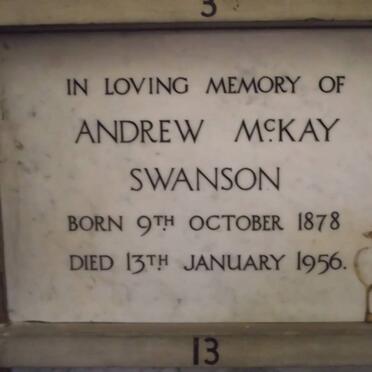 3
IN LOVING MEMORY OF
ANDREW McKAY
SWANSON
BORN 9TH OCTOBER 1878
DIED 13TH JANUARY 1956.
13